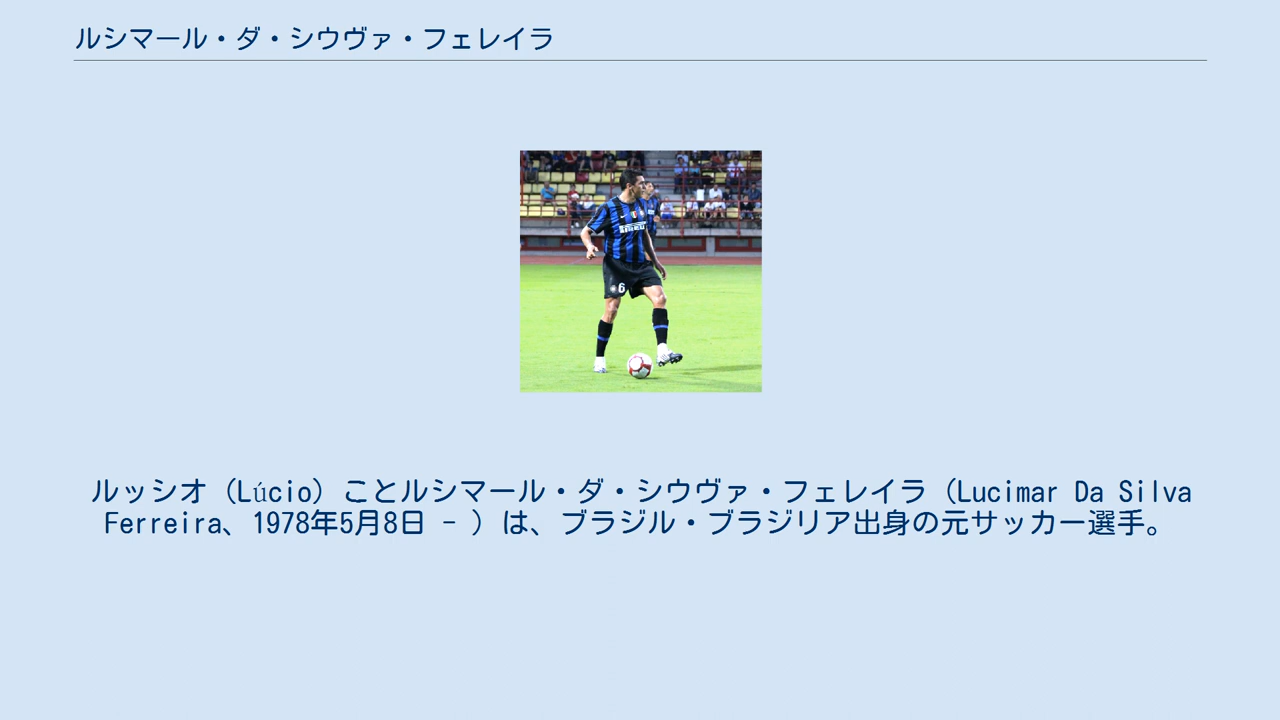 ルシマール・ダ・シウヴァ・フェレイラ
PIRELLI
6
ルッシオ（Lúcio）ことルシマール・ダ・シウヴァ・フェレイラ（Lucimar Da Silva
Ferreira、1978年5月8日 - ）は、ブラジル・ブラジリア出身の元サッカー選手。